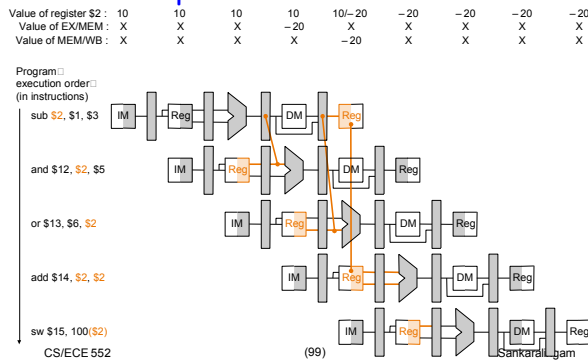 Value of register $2 : 10 10 10 10 10/–20 –20 –20 –20 –20
Value of EX/MEM : X X X –20 X X X X X
Value of MEM/WB : X X X X –20 X X X X
Program
execution order
(in instructions)
sub $2, $1, $3
IM Reg DM Reg
and $12, $2, $5
IM Reg DM Reg
or $13, $6, $2
IM Reg DM Reg
add $14, $2, $2
IM Reg DM Reg
sw $15, 100($2)
IM Reg DM Reg
CS/ECE 552 (99)